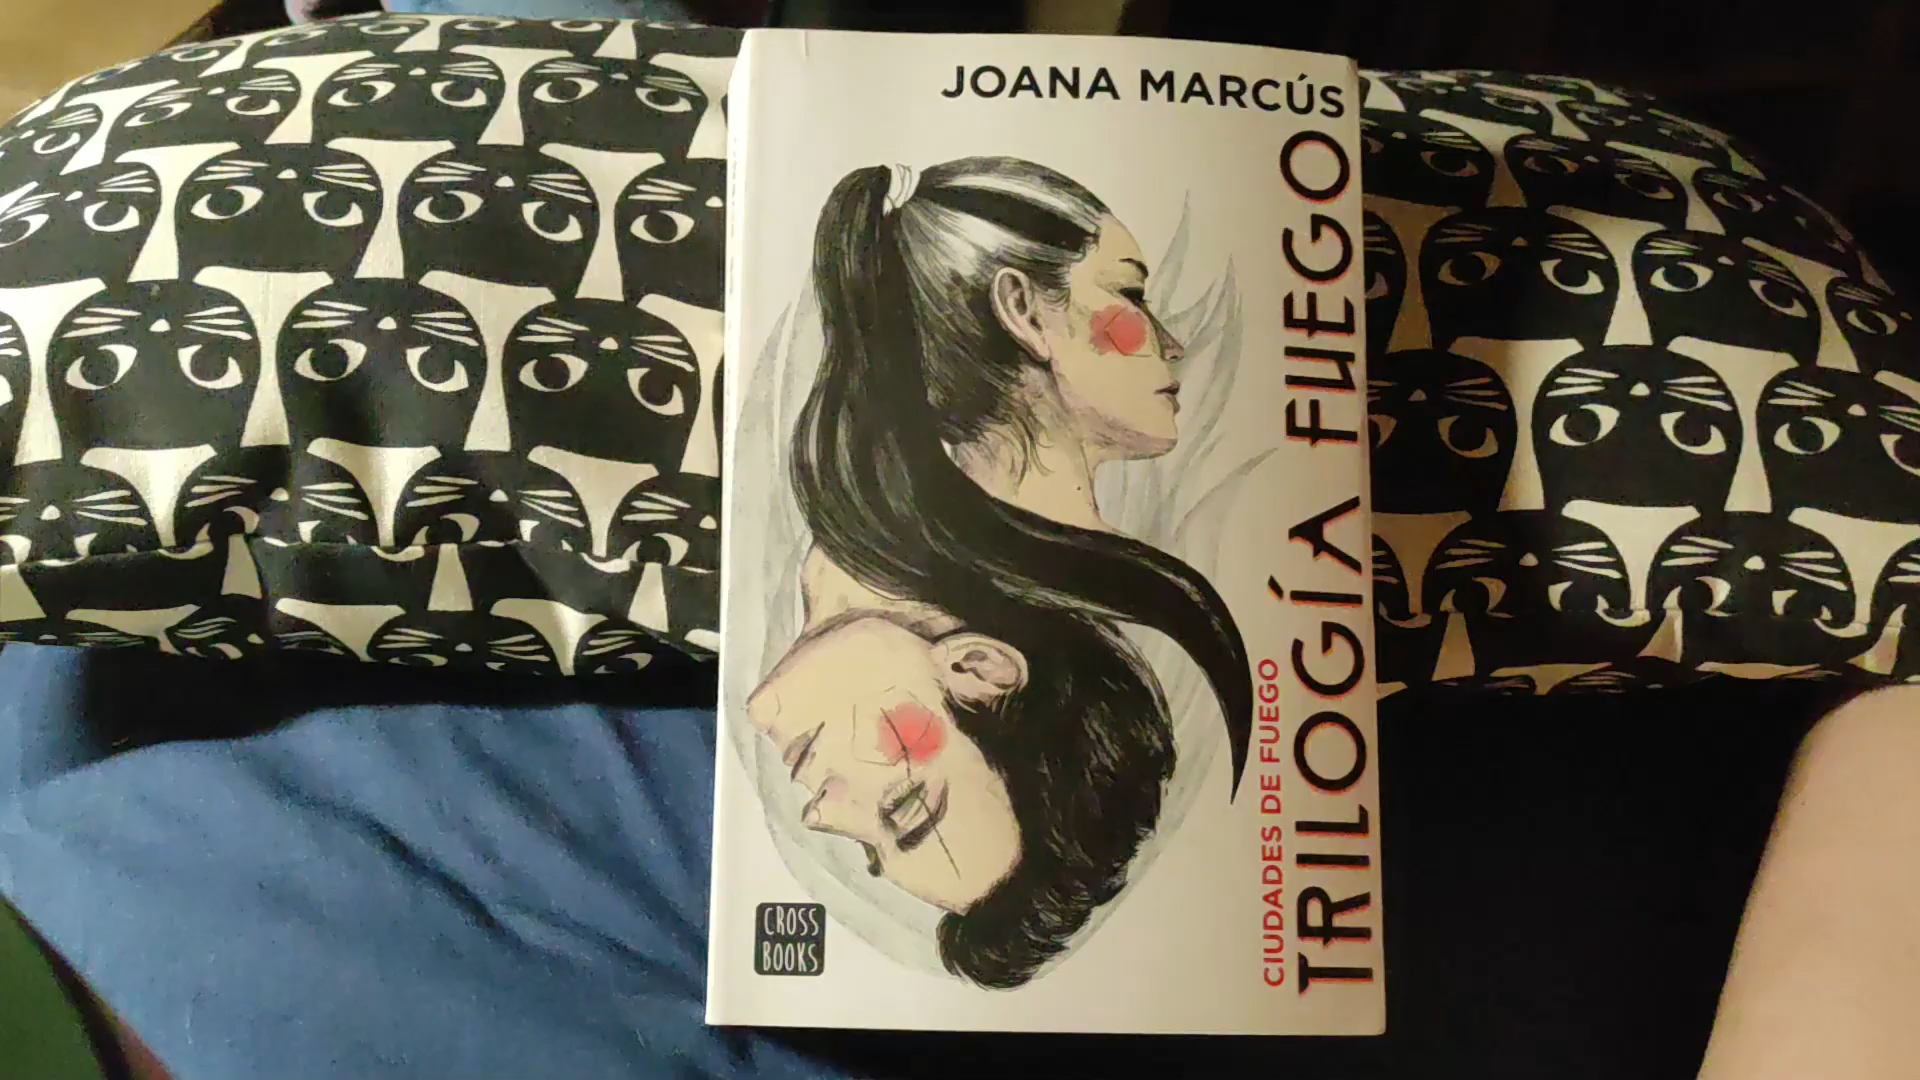 JOANA MARCÚS
TRILOGÍA FUEGO
CIUDADES DE FUEGO
CROSS
BOOKS